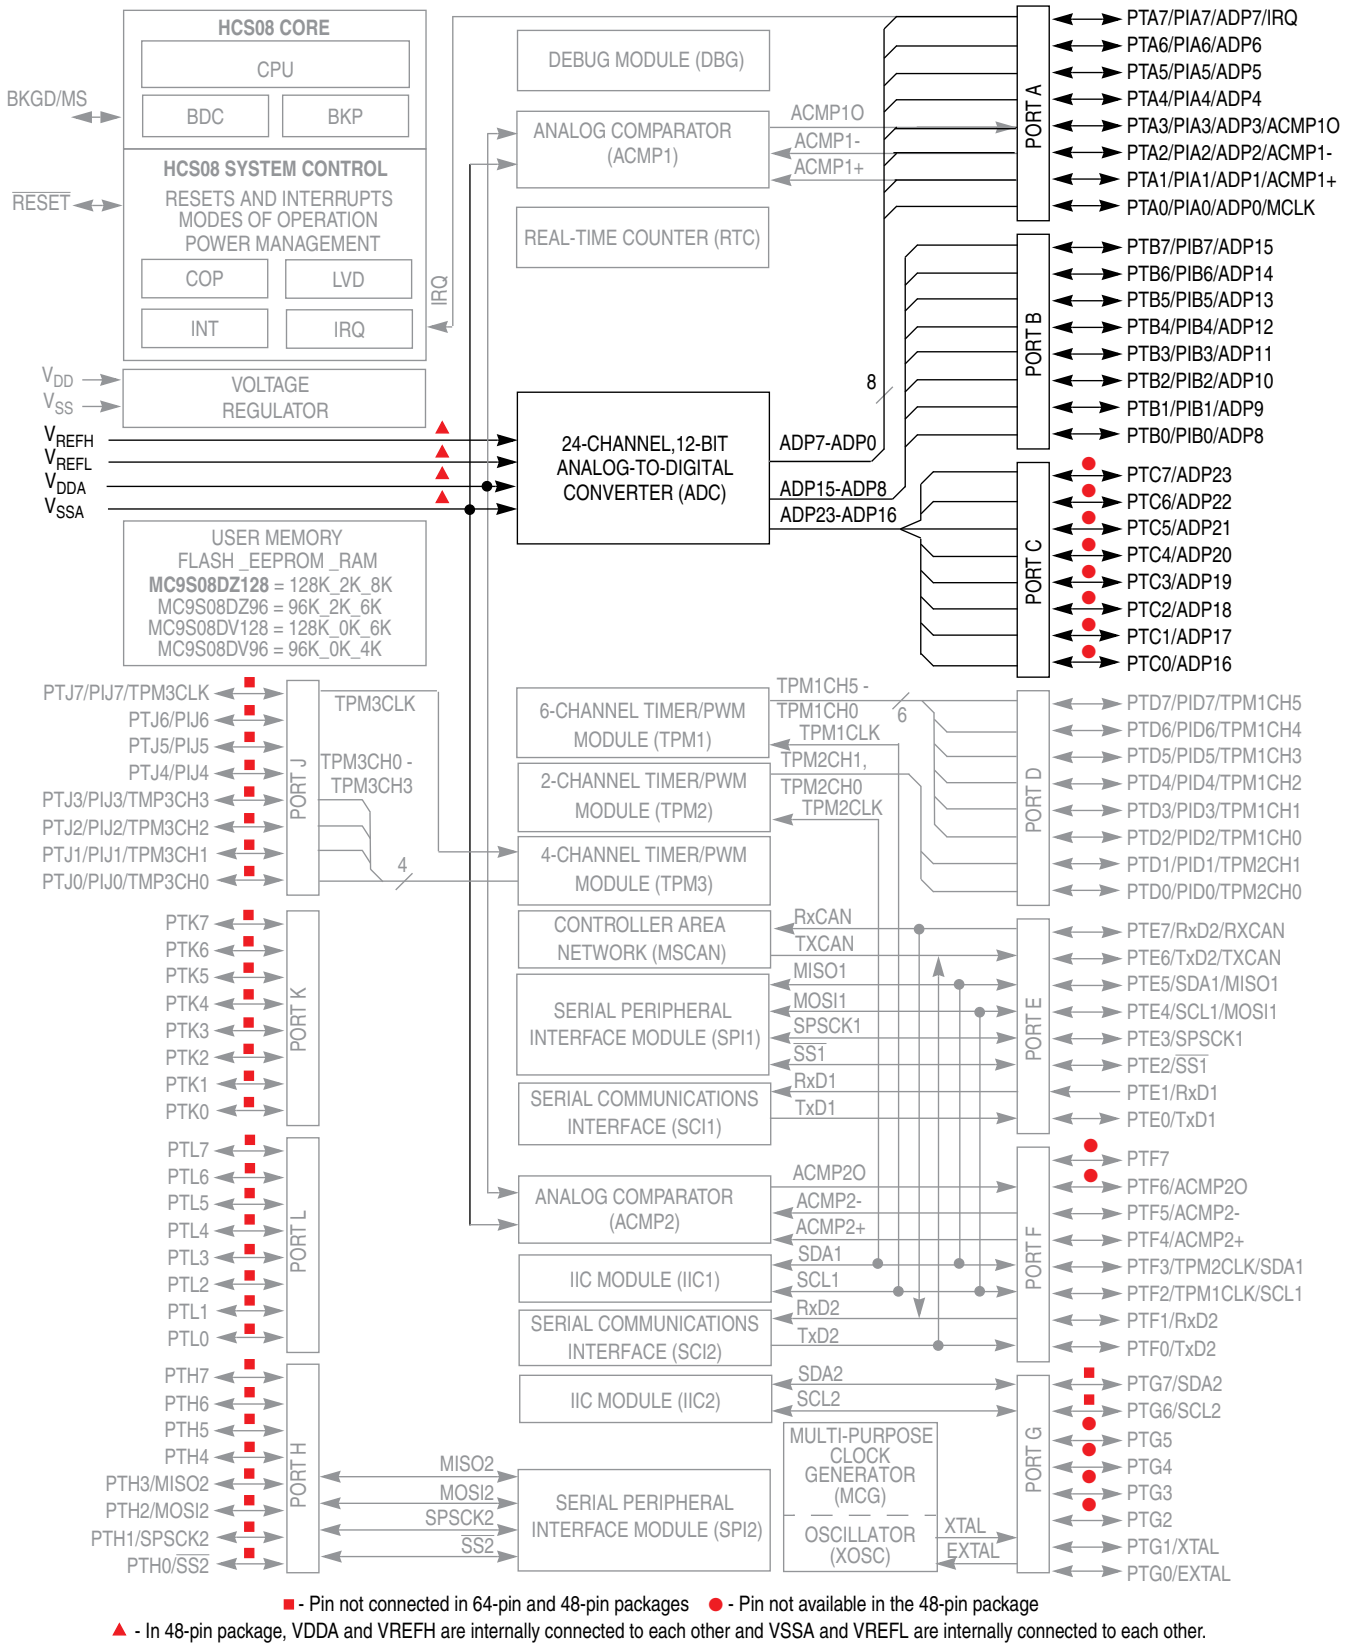 HCS08 CORE
CPU
BDC
BKP
BKGD/MS
HCS08 SYSTEM CONTROL
RESETS AND INTERRUPTS
MODES OF OPERATION
POWER MANAGEMENT
RESET
COP
LVD
INT
IRQ
IRQ
VDD
VSS
VOLTAGE
REGULATOR
VREFH
VREFL
VDDA
VSSA
USER MEMORY
FLASH _EEPROM _RAM
MC9S08DZ128 = 128K_2K_8K
MC9S08DZ96 = 96K_2K_6K
MC9S08DV128 = 128K_0K_6K
MC9S08DV96 = 96K_0K_4K
DEBUG MODULE (DBG)
ANALOG COMPARATOR
(ACMP1)
ACMP1O
ACMP1-
ACMP1+
REAL-TIME COUNTER (RTC)
24-CHANNEL,12-BIT
ANALOG-TO-DIGITAL
CONVERTER (ADC)
8
ADP7-ADP0
ADP15-ADP8
ADP23-ADP16
PORT A
PTA7/PIA7/ADP7/IRQ
PTA6/PIA6/ADP6
PTA5/PIA5/ADP5
PTA4/PIA4/ADP4
PTA3/PIA3/ADP3/ACMP1O
PTA2/PIA2/ADP2/ACMP1-
PTA1/PIA1/ADP1/ACMP1+
PTA0/PIA0/ADP0/MCLK
PORT B
PTB7/PIB7/ADP15
PTB6/PIB6/ADP14
PTB5/PIB5/ADP13
PTB4/PIB4/ADP12
PTB3/PIB3/ADP11
PTB2/PIB2/ADP10
PTB1/PIB1/ADP9
PTB0/PIB0/ADP8
PORT C
PTC7/ADP23
PTC6/ADP22
PTC5/ADP21
PTC4/ADP20
PTC3/ADP19
PTC2/ADP18
PTC1/ADP17
PTC0/ADP16
PTJ7/PIJ7/TPM3CLK
PTJ6/PIJ6
PTJ5/PIJ5
PTJ4/PIJ4
PTJ3/PIJ3/TMP3CH3
PTJ2/PIJ2/TPM3CH2
PTJ1/PIJ1/TPM3CH1
PTJ0/PIJ0/TMP3CH0
PORT J
TPM3CLK
TPM3CH0 -
TPM3CH3
4
6-CHANNEL TIMER/PWM
MODULE (TPM1)
2-CHANNEL TIMER/PWM
MODULE (TPM2)
4-CHANNEL TIMER/PWM
MODULE (TPM3)
TPM1CH5 -
TPM1CH0
6
TPM1CLK
TPM2CH1,
TPM2CH0
TPM2CLK
PORT D
PTD7/PID7/TPM1CH5
PTD6/PID6/TPM1CH4
PTD5/PID5/TPM1CH3
PTD4/PID4/TPM1CH2
PTD3/PID3/TPM1CH1
PTD2/PID2/TPM1CH0
PTD1/PID1/TPM2CH1
PTD0/PID0/TPM2CH0
PTK7
PTK6
PTK5
PTK4
PTK3
PTK2
PTK1
PTK0
PORT K
CONTROLLER AREA
NETWORK (MSCAN)
RxCAN
TXCAN
SERIAL PERIPHERAL
INTERFACE MODULE (SPI1)
MISO1
MOSI1
SPSCK1
SS1
SERIAL COMMUNICATIONS
INTERFACE (SCI1)
RxD1
TxD1
PORT E
PTE7/RxD2/RXCAN
PTE6/TxD2/TXCAN
PTE5/SDA1/MISO1
PTE4/SCL1/MOSI1
PTE3/SPSCK1
PTE2/SS1
PTE1/RxD1
PTE0/TxD1
PTL7
PTL6
PTL5
PTL4
PTL3
PTL2
PTL1
PTL0
PORT L
ANALOG COMPARATOR
(ACMP2)
ACMP2O
ACMP2-
ACMP2+
IIC MODULE (IIC1)
SDA1
SCL1
SERIAL COMMUNICATIONS
INTERFACE (SCI2)
RxD2
TxD2
PORT F
PTF7
PTF6/ACMP2O
PTF5/ACMP2-
PTF4/ACMP2+
PTF3/TPM2CLK/SDA1
PTF2/TPM1CLK/SCL1
PTF1/RxD2
PTF0/TxD2
PTH7
PTH6
PTH5
PTH4
PTH3/MISO2
PTH2/MOSI2
PTH1/SPSCK2
PTH0/SS2
PORT H
MISO2
MOSI2
SPSCK2
SS2
IIC MODULE (IIC2)
SDA2
SCL2
SERIAL PERIPHERAL
INTERFACE MODULE (SPI2)
MULTI-PURPOSE
CLOCK
GENERATOR
(MCG)
OSCILLATOR
(XOSC)
XTAL
EXTAL
PORT G
PTG7/SDA2
PTG6/SCL2
PTG5
PTG4
PTG3
PTG2
PTG1/XTAL
PTG0/EXTAL
- Pin not connected in 64-pin and 48-pin packages - Pin not available in the 48-pin package
- In 48-pin package, VDDA and VREFH are internally connected to each other and VSSA and VREFL are internally connected to each other.